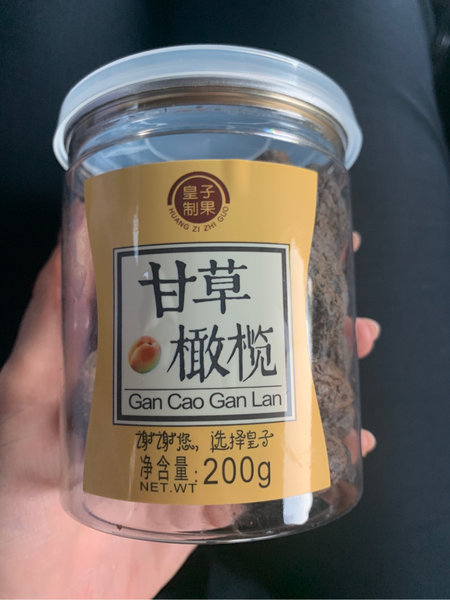 皇子
制果
HUANG ZI ZHI GUO
甘草
橄榄
Gan Cao Gan Lan
谢谢您,选择皇子
净含量:200g
NET.WT